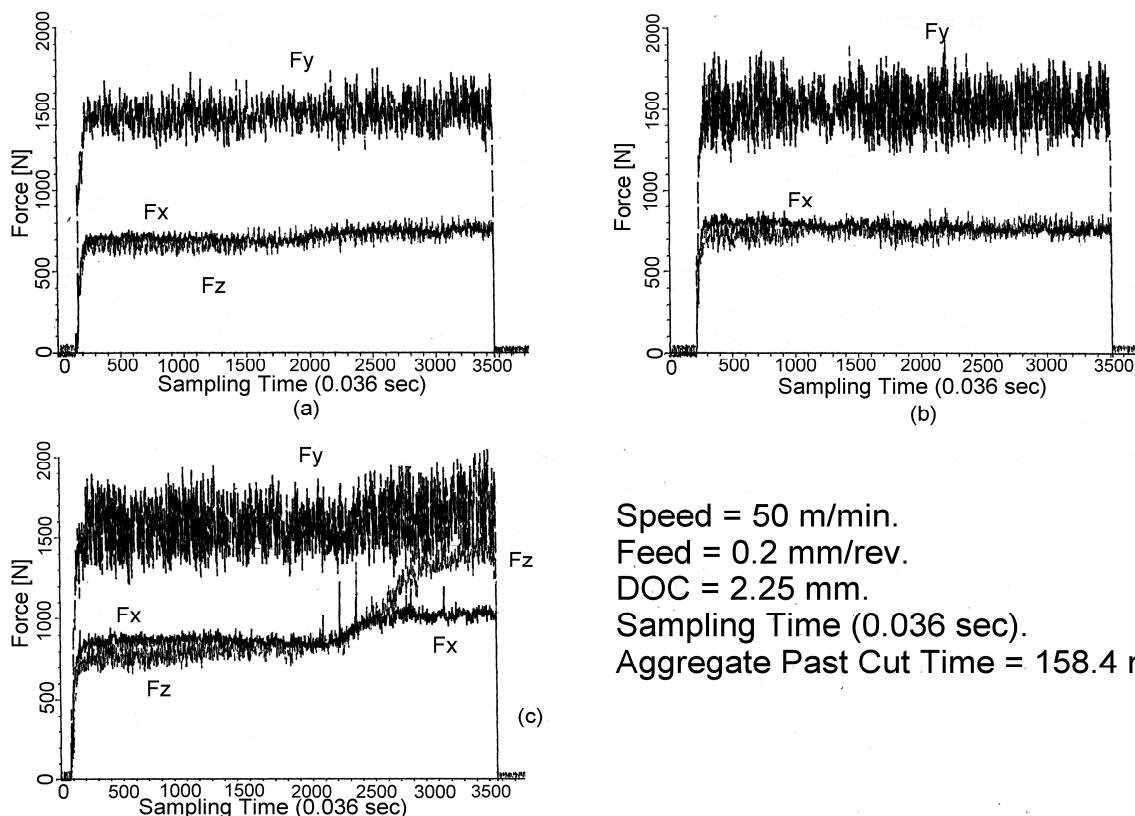 2000
1500
1000
500
0
Force [N]
Fy
Fx
Fz
0 500 1000 1500 2000 2500 3000 3500
Sampling Time (0.036 sec)
(a)
2000
1500
1000
500
0
Force [N]
Fy
Fx
0 500 1000 1500 2000 2500 3000 3500
Sampling Time (0.036 sec)
(b)
2000
1500
1000
500
0
Force [N]
Fy
Fz
Fx
Fx
Fz
(c)
0 500 1000 1500 2000 2500 3000 3500
Sampling Time (0.036 sec)
Speed = 50 m/min.
Feed = 0.2 mm/rev.
DOC = 2.25 mm.
Sampling Time (0.036 sec).
Aggregate Past Cut Time = 158.4